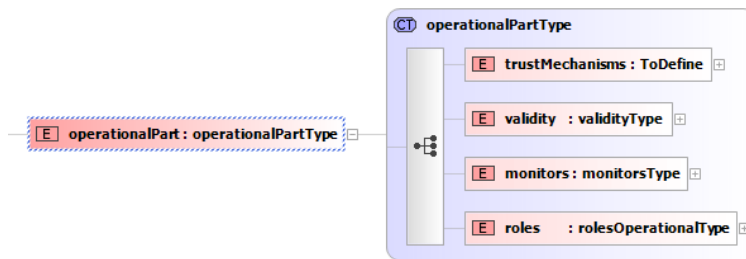 CT operationalPartType
E trustMechanisms : ToDefine
E operationalPart : operationalPartType
E validity : validityType
E monitors : monitorsType
E roles : rolesOperationalType